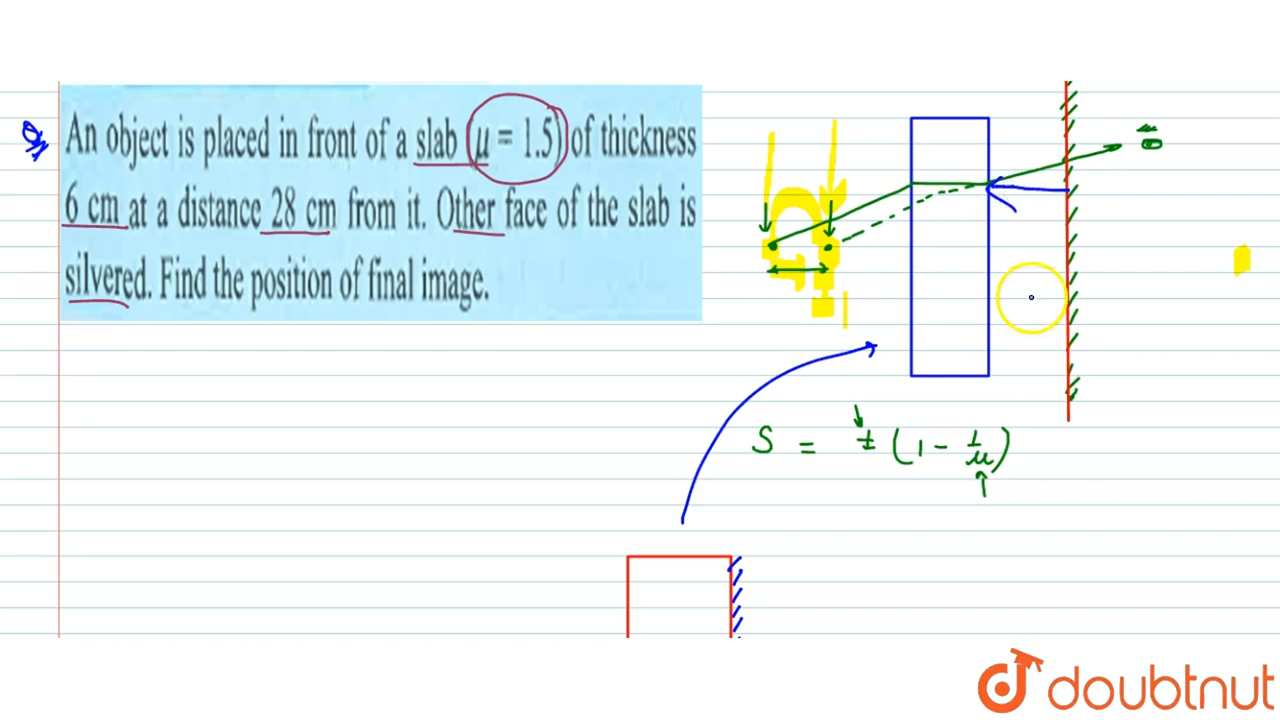 An object is placed in front of a slab (μ = 1.5) of thickness
6 cm at a distance 28 cm from it. Other face of the slab is
silvered. Find the position of final image.
S = t (1 - 1/μ)
doubtnut